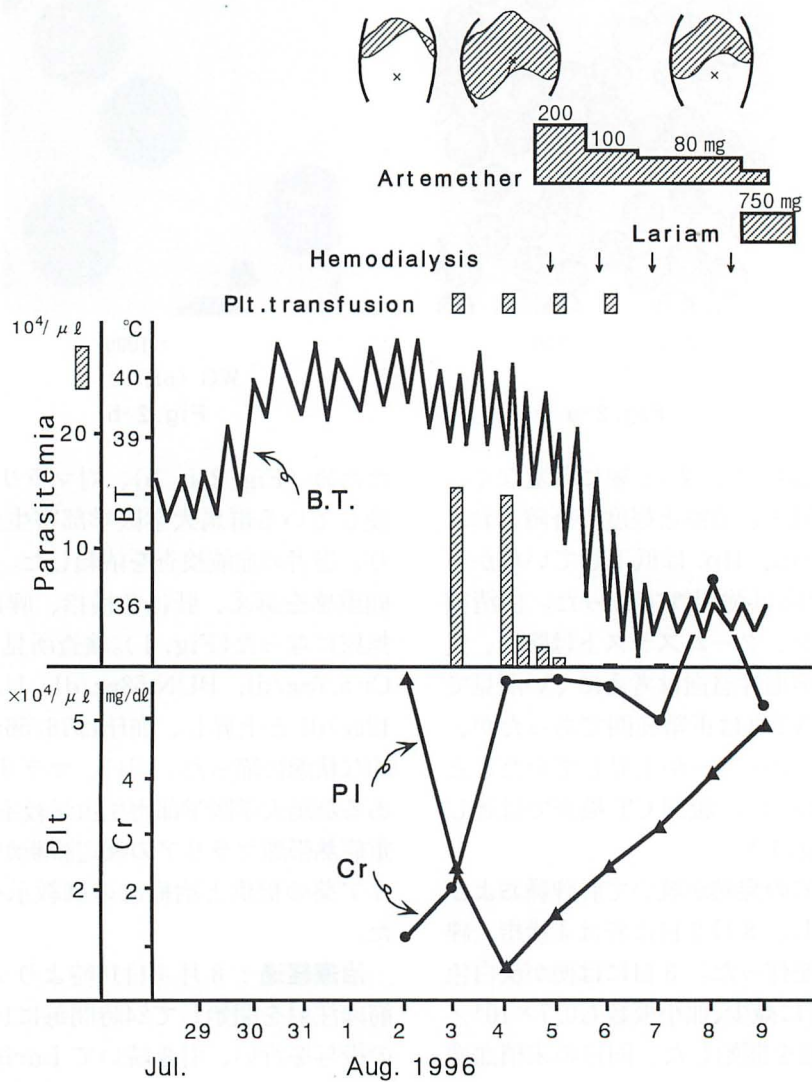 200
100
80 mg
Artemether
750 mg
Lariam
Hemodialysis
Plt.transfusion
10⁴/μℓ
℃
40
20
39
Parasitemia
BT
B.T.
10
36
×10⁴/μℓ
mg/dℓ
5
4
Pl
Plt
Cr
Cr
2
2
29 30 31 1 2 3 4 5 6 7 8 9
Jul. Aug. 1996